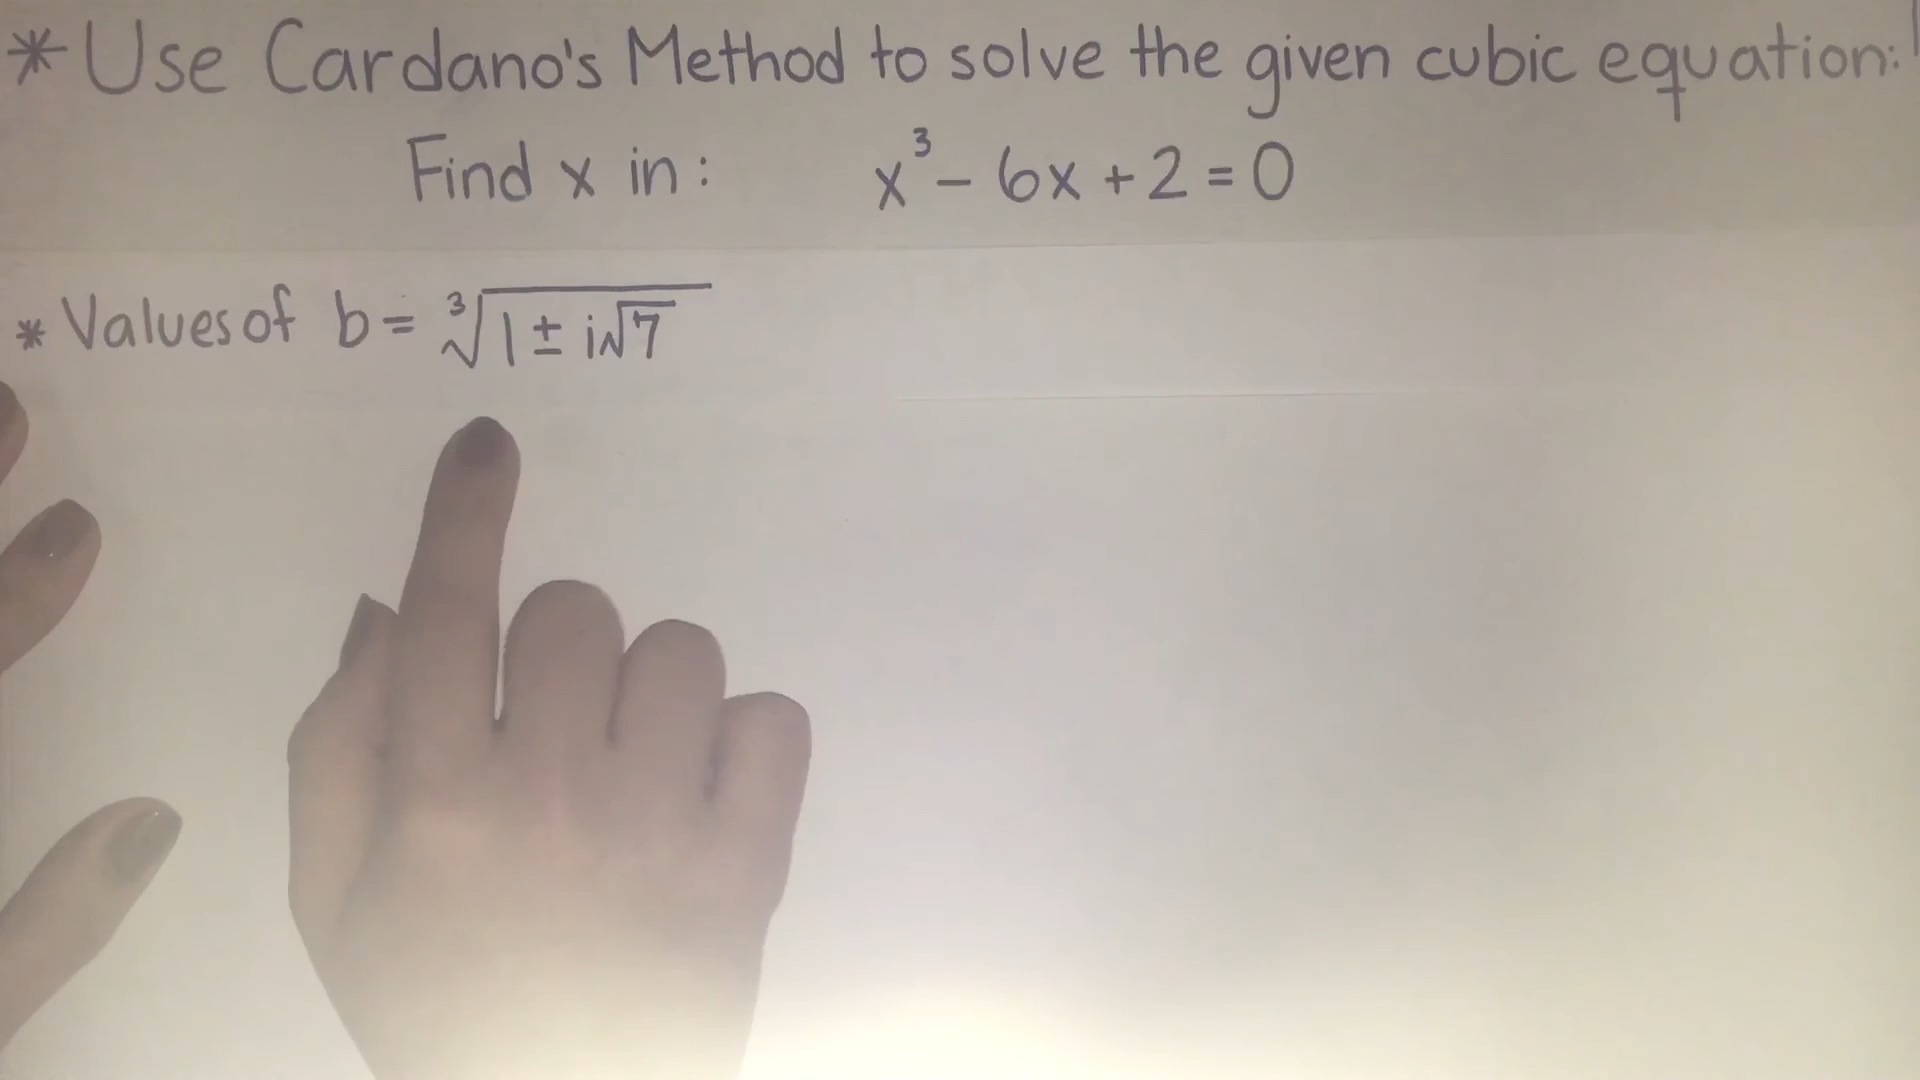 * Use Cardano's Method to solve the given cubic equation:
Find x in: x³ - 6x + 2 = 0
* Values of b = ∛(1 ± i√7)